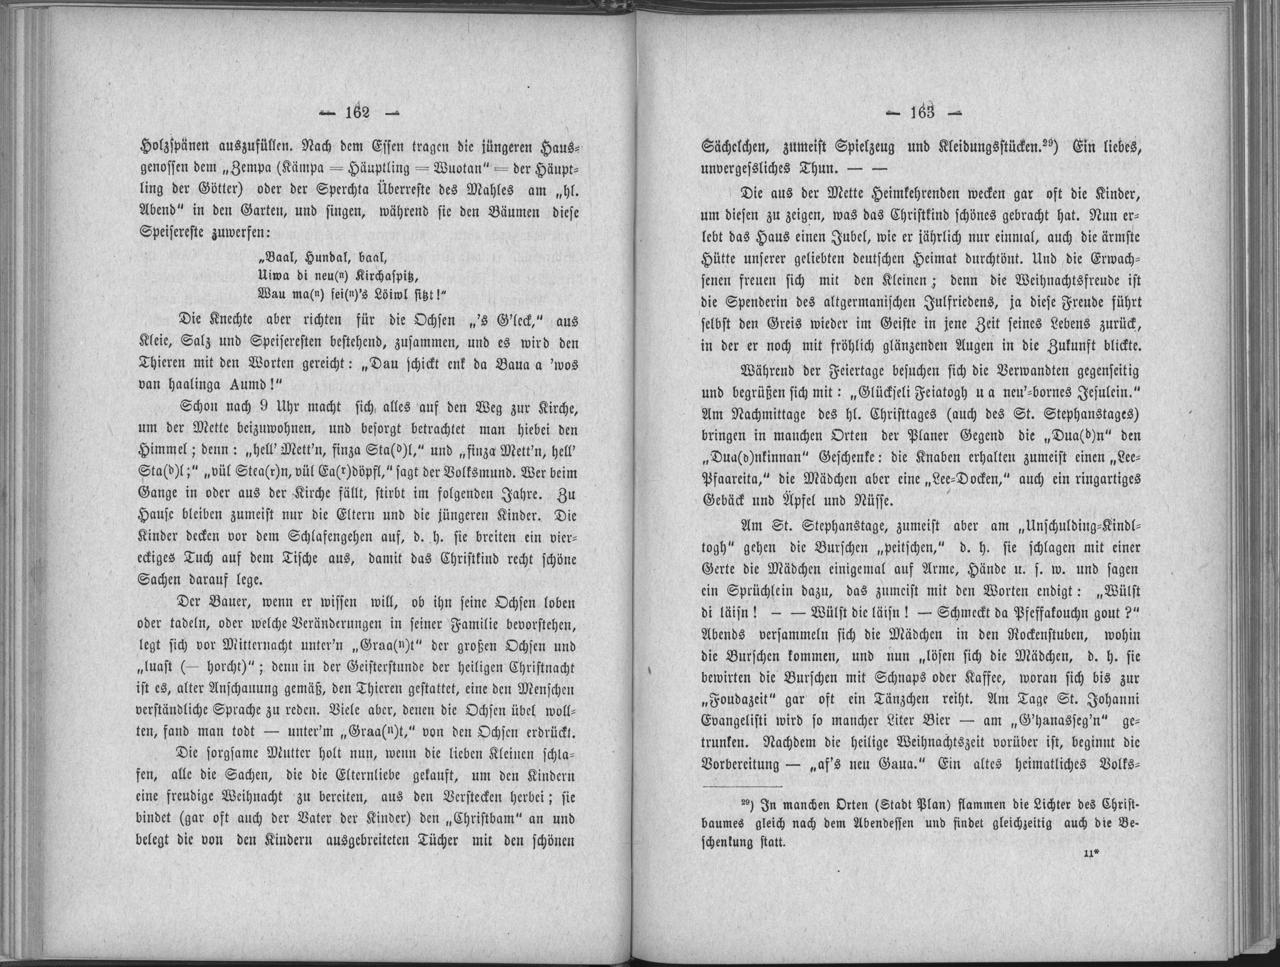 — 162 —
Holzspänen auszufüllen. Nach dem Essen tragen die jüngeren Haus-
genossen dem „Zempa (Kämpa = Häuptling = Wuotan“ = der Häupt-
ling der Götter) oder der Sperchta Überreste des Mahles am „hl.
Abend“ in den Garten, und singen, während sie den Bäumen diese
Speisereste zuwerfen:
„Baal, Hundal, baal,
Uiwa di neu(n) Kirchaspitz,
Wau ma(n) sei(n)'s Löiwl sitzt!“
Die Knechte aber richten für die Ochsen „'s G'leck,“ aus
Kleie, Salz und Speiseresten bestehend, zusammen, und es wird den
Thieren mit den Worten gereicht: „Dau schickt enk da Baua a 'wos
van haalinga Aumd!“
Schon nach 9 Uhr macht sich alles auf den Weg zur Kirche,
um der Mette beizuwohnen, und besorgt betrachtet man hiebei den
Himmel; denn: „hell' Mett'n, finza Sta(d)l,“ und „finza Mett'n, hell'
Sta(d)l;“ „vül Stea(r)n, vül Ea(r)döpfl,“ sagt der Volksmund. Wer beim
Gange in oder aus der Kirche fällt, stirbt im folgenden Jahre. Zu
Hause bleiben zumeist nur die Eltern und die jüngeren Kinder. Die
Kinder decken vor dem Schlafengehen auf, d. h. sie breiten ein vier-
eckiges Tuch auf dem Tische aus, damit das Christkind recht schöne
Sachen darauf lege.
Der Bauer, wenn er wissen will, ob ihn seine Ochsen loben
oder tadeln, oder welche Veränderungen in seiner Familie bevorstehen,
legt sich vor Mitternacht unter'n „Graa(n)t“ der großen Ochsen und
„luast (— horcht)“; denn in der Geisterstunde der heiligen Christnacht
ist es, alter Anschauung gemäß, den Thieren gestattet, eine den Menschen
verständliche Sprache zu reden. Viele aber, denen die Ochsen übel woll-
ten, fand man todt — unter'm „Graa(n)t,“ von den Ochsen erdrückt.
Die sorgsame Mutter holt nun, wenn die lieben Kleinen schla-
fen, alle die Sachen, die die Elternliebe gekauft, um den Kindern
eine freudige Weihnacht zu bereiten, aus den Verstecken herbei; sie
bindet (gar oft auch der Vater der Kinder) den „Christbam“ an und
belegt die von den Kindern ausgebreiteten Tücher mit den schönen
— 163 —
Sächelchen, zumeist Spielzeug und Kleidungsstücken.²⁹) Ein liebes,
unvergessliches Thun. — —
Die aus der Mette Heimkehrenden wecken gar oft die Kinder,
um diesen zu zeigen, was das Christkind schönes gebracht hat. Nun er-
lebt das Haus einen Jubel, wie er jährlich nur einmal, auch die ärmste
Hütte unserer geliebten deutschen Heimat durchtönt. Und die Erwach-
senen freuen sich mit den Kleinen; denn die Weihnachtsfreude ist
die Spenderin des altgermanischen Julfriedens, ja diese Freude führt
selbst den Greis wieder im Geiste in jene Zeit seines Lebens zurück,
in der er noch mit fröhlich glänzenden Augen in die Zukunft blickte.
Während der Feiertage besuchen sich die Verwandten gegenseitig
und begrüßen sich mit: „Glückseli Feiatogh u a neu'-bornes Jesulein.“
Am Nachmittage des hl. Christtages (auch des St. Stephanstages)
bringen in manchen Orten der Planer Gegend die „Dua(d)n“ den
„Dua(d)nkinnan“ Geschenke: die Knaben erhalten zumeist einen „Lee-
Pfaareita,“ die Mädchen aber eine „Lee-Docken,“ auch ein ringartiges
Gebäck und Äpfel und Nüsse.
Am St. Stephanstage, zumeist aber am „Unschulding-Kindl-
togh“ gehen die Burschen „peitschen,“ d. h. sie schlagen mit einer
Gerte die Mädchen einigemal auf Arme, Hände u. s. w. und sagen
ein Sprüchlein dazu, das zumeist mit den Worten endigt: „Wülst
di läisn! — — Wülst die läisn! — Schmeckt da Pfeffakouchn gout?“
Abends versammeln sich die Mädchen in den Rockenstuben, wohin
die Burschen kommen, und nun „lösen sich die Mädchen, d. h. sie
bewirten die Burschen mit Schnaps oder Kaffee, woran sich bis zur
„Foudazeit“ gar oft ein Tänzchen reiht. Am Tage St. Johanni
Evangelisti wird so mancher Liter Bier — am „G'hanasseg'n“ ge-
trunken. Nachdem die heilige Weihnachtszeit vorüber ist, beginnt die
Vorbereitung — „af's neu Gaua.“ Ein altes heimatliches Volks-
²⁹) In manchen Orten (Stadt Plan) flammen die Lichter des Christ-
baumes gleich nach dem Abendessen und findet gleichzeitig auch die Be-
schenkung statt.
11*